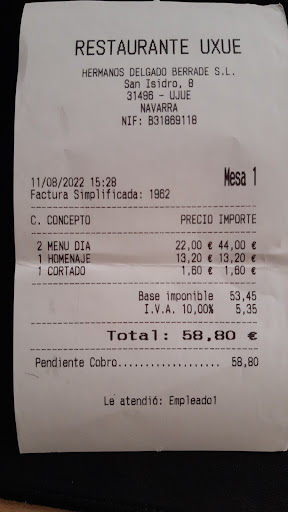 RESTAURANTE UXUE
HERMANOS DELGADO BERRADE S.L.
San Isidro, 8
31496 - UJUE
NAVARRA
NIF: B31869118
11/08/2022 15:28 Mesa 1
Factura Simplificada: 1962
C. CONCEPTO PRECIO IMPORTE
2 MENU DIA 22,00 € 44,00 €
1 HOMENAJE 13,20 € 13,20 €
1 CORTADO 1,60 € 1,60 €
Base imponible 53,45
I.V.A. 10,00% 5,35
Total: 58,80 €
Pendiente Cobro................... 58,80
Le atendió: Empleado1